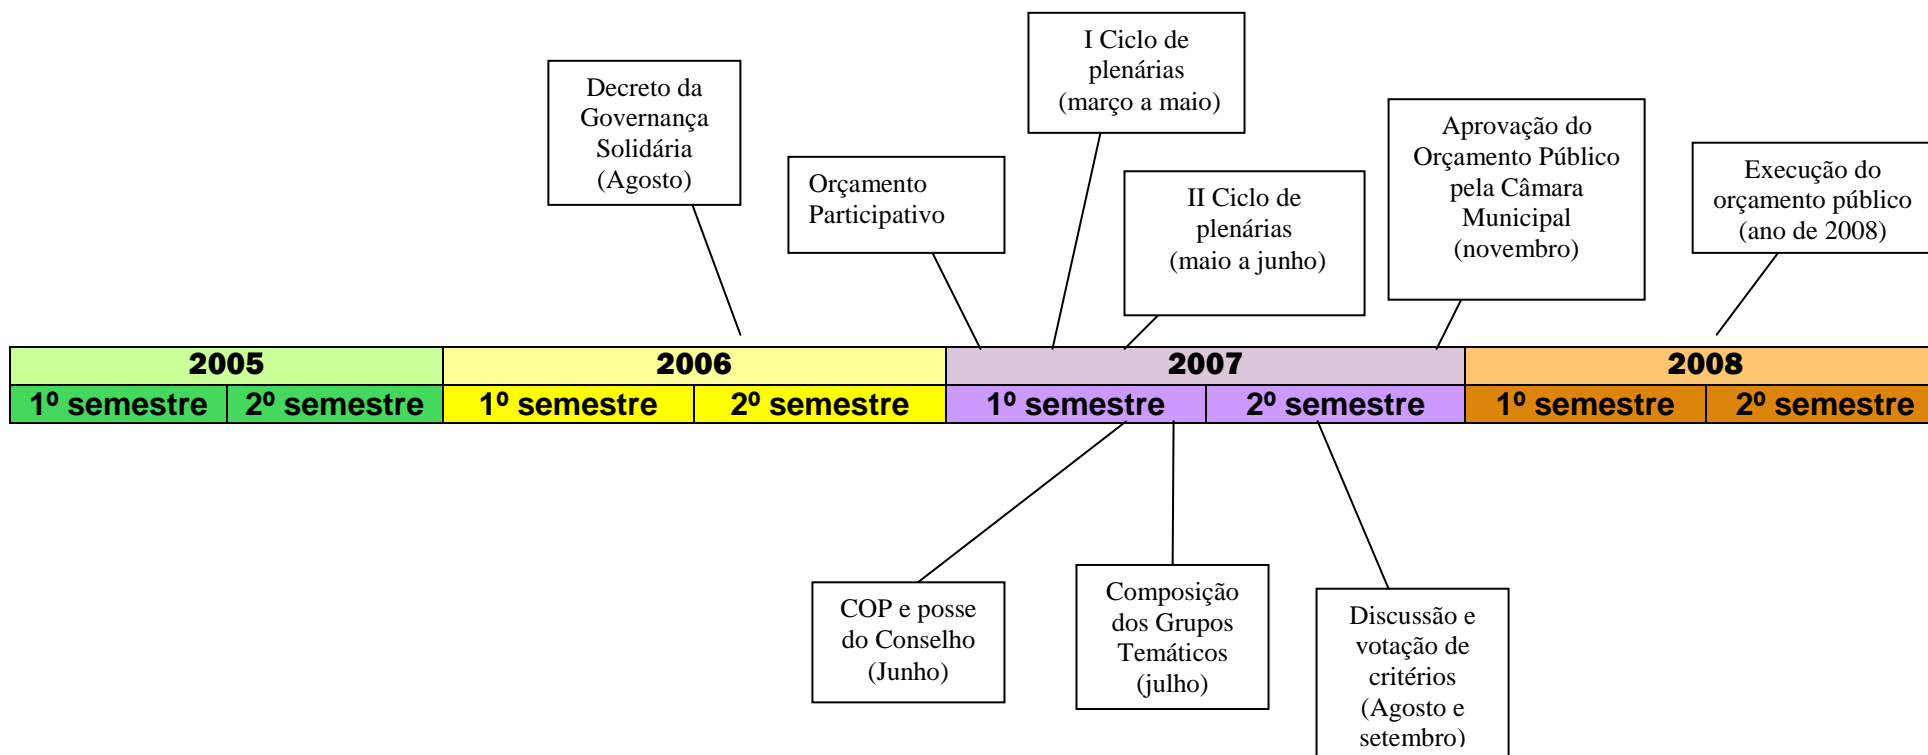 I Ciclo de
plenárias
(março a maio)
Decreto da
Governança
Solidária
(Agosto)
Aprovação do
Orçamento Público
pela Câmara
Municipal
(novembro)
Execução do
orçamento público
(ano de 2008)
Orçamento
Participativo
II Ciclo de
plenárias
(maio a junho)
2005 2006 2007 2008
1º semestre 2º semestre 1º semestre 2º semestre 1º semestre 2º semestre 1º semestre 2º semestre
COP e posse
do Conselho
(Junho)
Composição
dos Grupos
Temáticos
(julho)
Discussão e
votação de
critérios
(Agosto e
setembro)